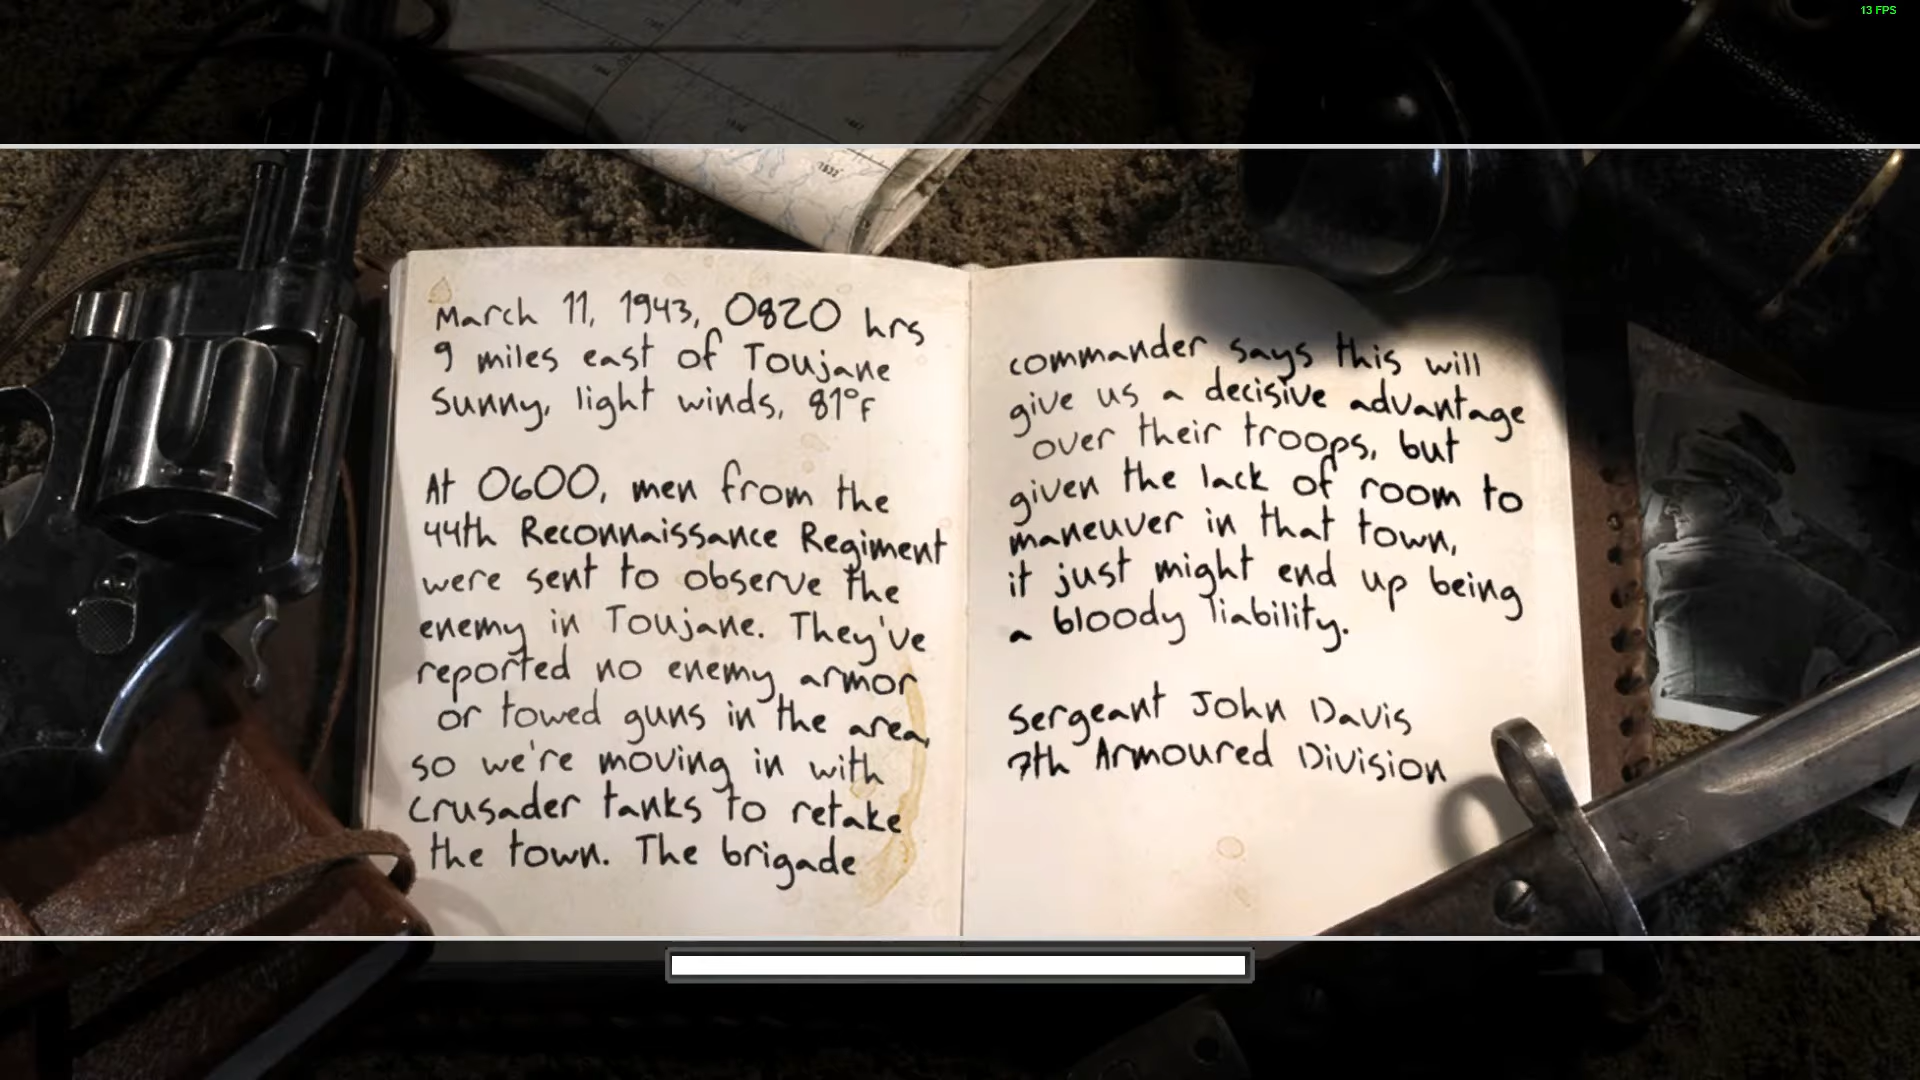 13 FPS
March 11, 1943, 0820 hrs
9 miles east of Toujane
Sunny, light winds, 81°F
At 0600, men from the
44th Reconnaissance Regiment
were sent to observe the
enemy in Toujane. They've
reported no enemy armor
or towed guns in the area,
so we're moving in with
Crusader tanks to retake
the town. The brigade
commander says this will
give us a decisive advantage
over their troops, but
given the lack of room to
maneuver in that town,
it just might end up being
a bloody liability.
Sergeant John Davis
7th Armoured Division